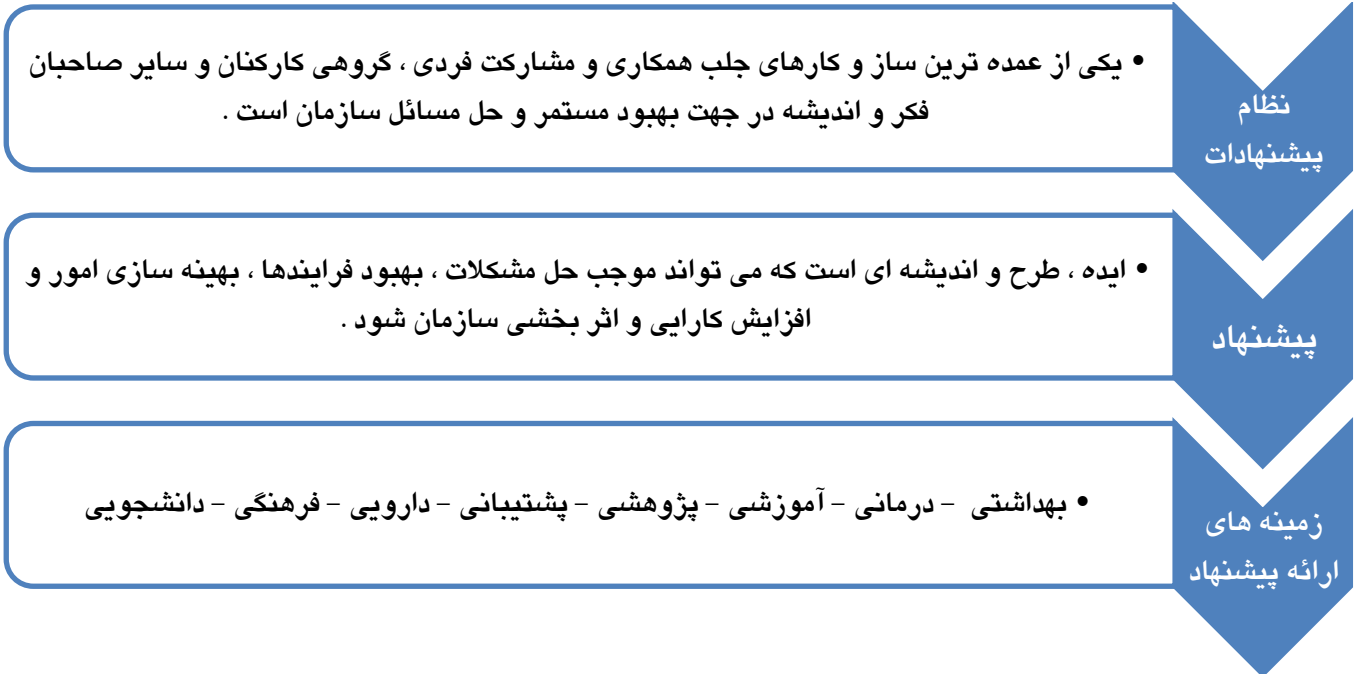 نظام
پیشنهادات
• یکی از عمده ترین ساز و کارهای جلب همکاری و مشارکت فردی ، گروهی کارکنان و سایر صاحبان
فکر و اندیشه در جهت بهبود مستمر و حل مسائل سازمان است .
پیشنهاد
• ایده ، طرح و اندیشه ای است که می تواند موجب حل مشکلات ، بهبود فرایندها ، بهینه سازی امور و
افزایش کارایی و اثر بخشی سازمان شود .
زمینه های
ارائه پیشنهاد
• بهداشتی - درمانی - آموزشی - پژوهشی - پشتیبانی - دارویی - فرهنگی - دانشجویی